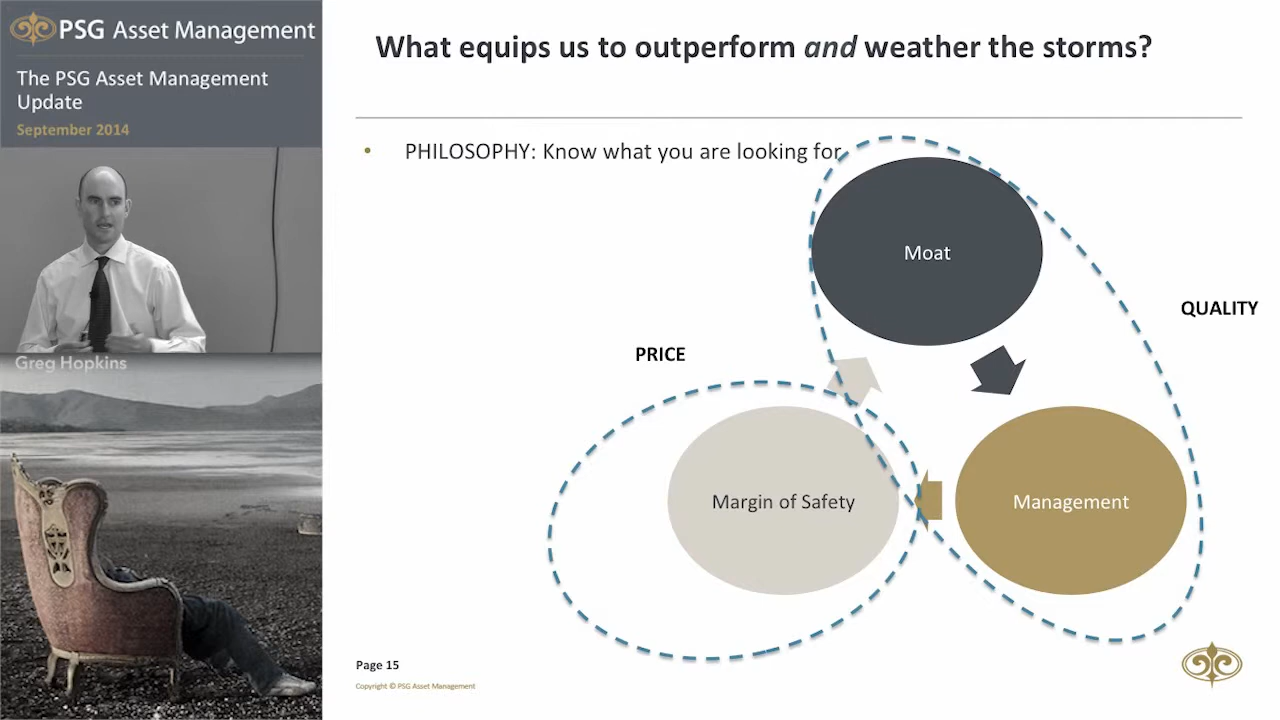 PSG Asset Management
The PSG Asset Management
Update
September 2014
Greg Hopkins
What equips us to outperform and weather the storms?
• PHILOSOPHY: Know what you are looking for
Moat
QUALITY
PRICE
Margin of Safety
Management
Page 15
Copyright © PSG Asset Management